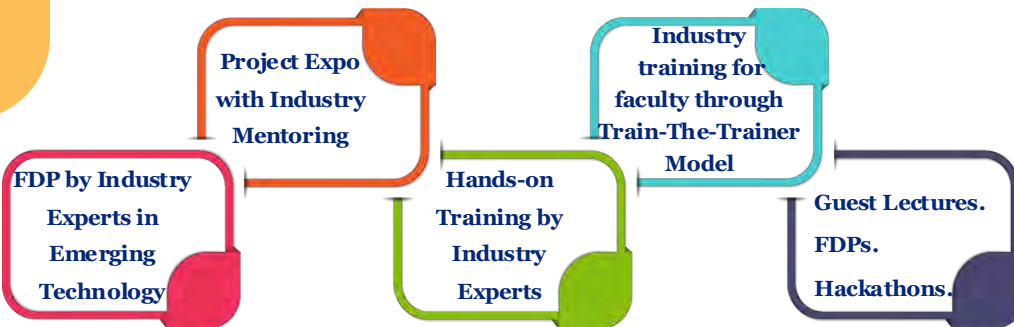 FDP by Industry
Experts in
Emerging
Technology
Project Expo
with Industry
Mentoring
Hands-on
Training by
Industry
Experts
Industry
training for
faculty through
Train-The-Trainer
Model
Guest Lectures.
FDPs.
Hackathons.